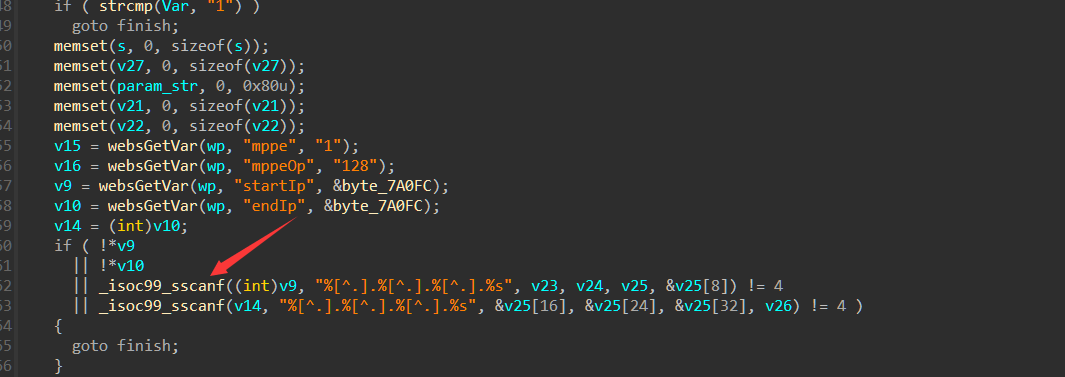 48 if ( strcmp(Var, "1") )
49 goto finish;
50 memset(s, 0, sizeof(s));
51 memset(v27, 0, sizeof(v27));
52 memset(param_str, 0, 0x80u);
53 memset(v21, 0, sizeof(v21));
54 memset(v22, 0, sizeof(v22));
55 v15 = websGetVar(wp, "mppe", "1");
56 v16 = websGetVar(wp, "mppeOp", "128");
57 v9 = websGetVar(wp, "startIp", &byte_7A0FC);
58 v10 = websGetVar(wp, "endIp", &byte_7A0FC);
59 v14 = (int)v10;
60 if ( !*v9
61 || !*v10
62 || _isoc99_sscanf((int)v9, "%[^.].%[^.].%[^.].%s", v23, v24, v25, &v25[8]) != 4
63 || _isoc99_sscanf(v14, "%[^.].%[^.].%[^.].%s", &v25[16], &v25[24], &v25[32], v26) != 4 )
64 {
65 goto finish;
66 }